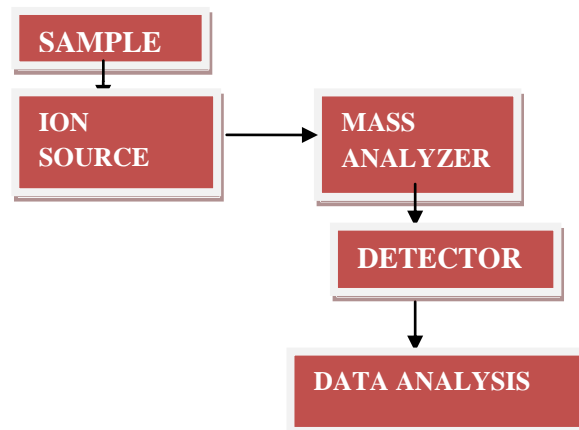 SAMPLE
ION
SOURCE
MASS
ANALYZER
DETECTOR
DATA ANALYSIS